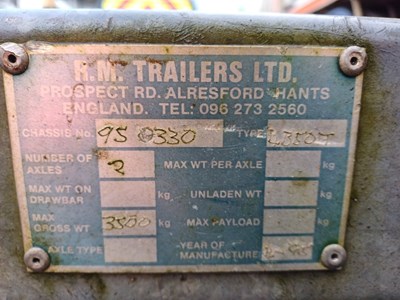 R.M. TRAILERS LTD.
PROSPECT RD. ALRESFORD HANTS
ENGLAND. TEL: 096 273 2560
CHASSIS No. 95 0330 TYPE
NUMBER OF AXLES 2 MAX WT PER AXLE kg
MAX WT ON DRAWBAR kg UNLADEN WT kg
MAX GROSS WT 3500 kg MAX PAYLOAD kg
AXLE TYPE YEAR OF MANUFACTURE